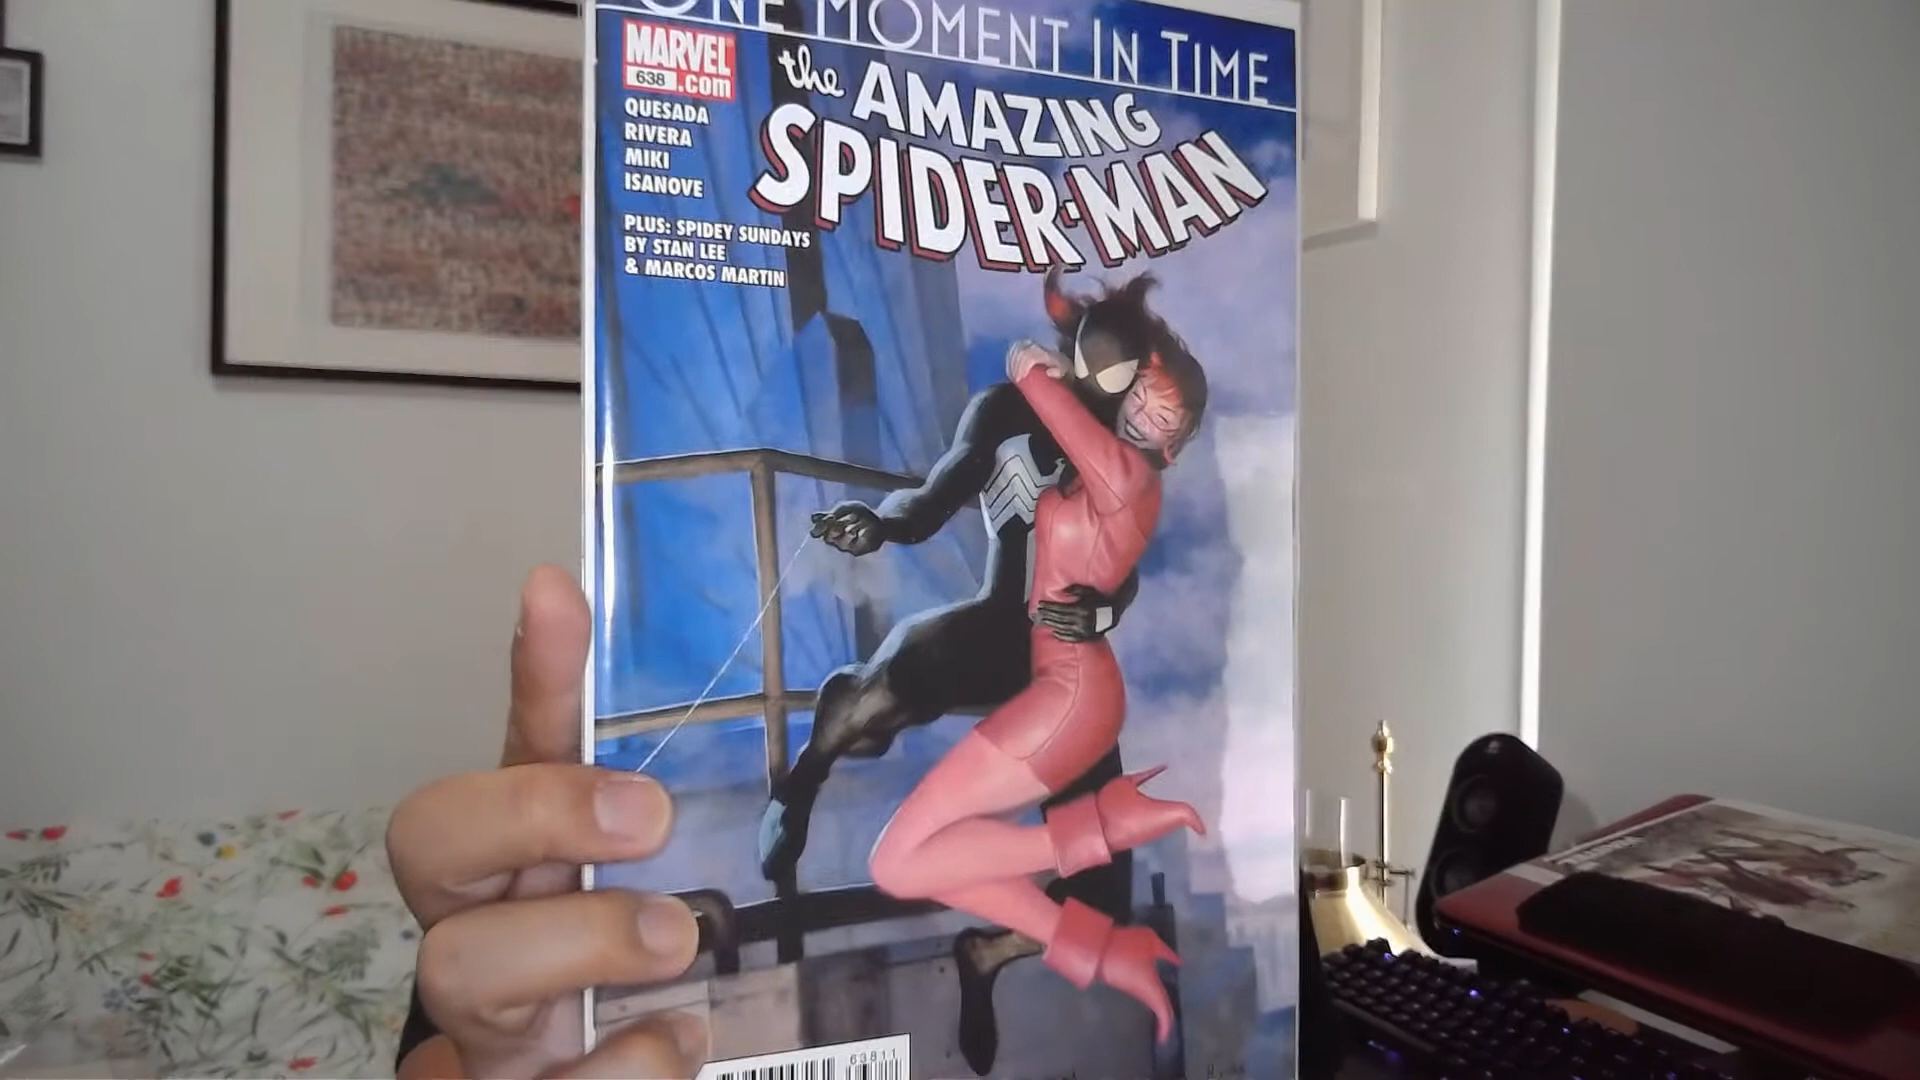 ONE MOMENT IN TIME
MARVEL
638 .com
the AMAZING
SPIDER-MAN
QUESADA
RIVERA
MIKI
ISANOVE
PLUS: SPIDEY SUNDAYS
BY STAN LEE
& MARCOS MARTIN
63811